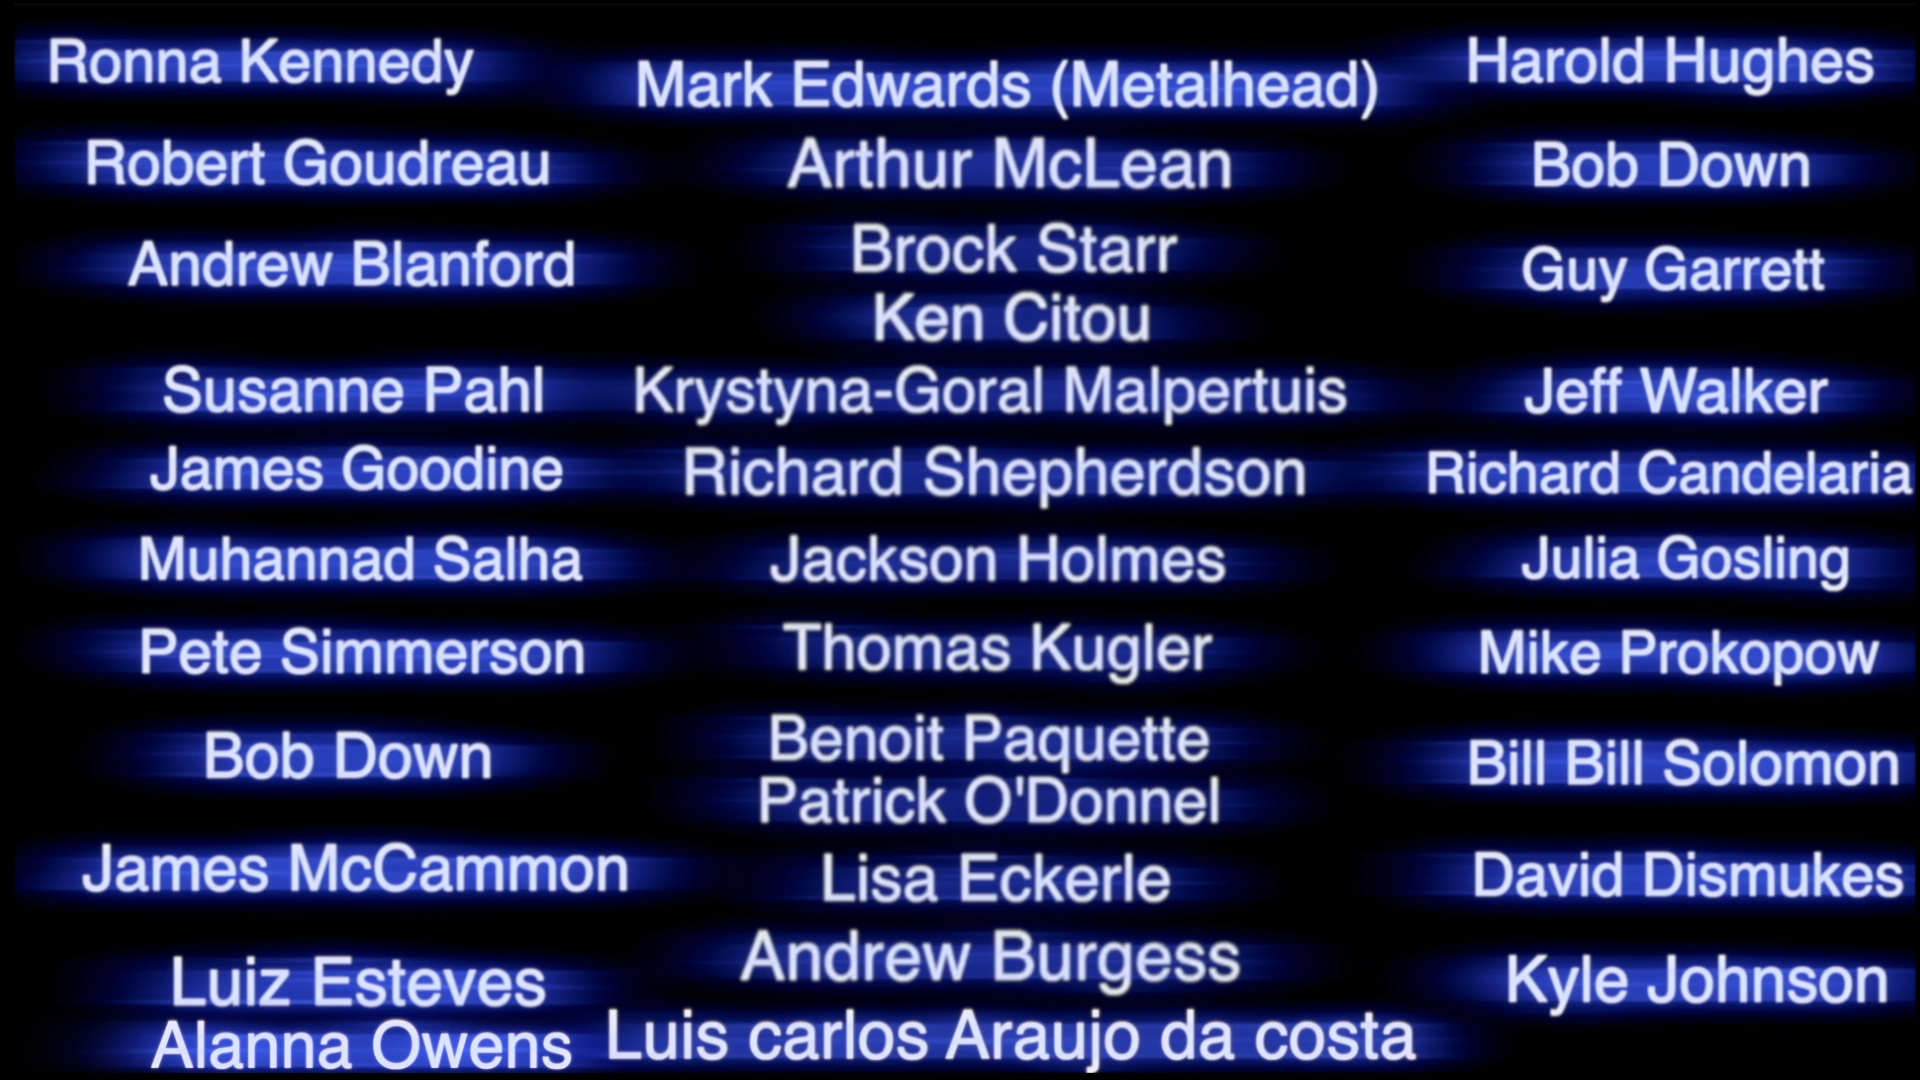 Ronna Kennedy
Robert Goudreau
Andrew Blanford
Susanne Pahl
James Goodine
Muhannad Salha
Pete Simmerson
Bob Down
James McCammon
Luiz Esteves
Alanna Owens
Mark Edwards (Metalhead)
Arthur McLean
Brock Starr
Ken Citou
Krystyna-Goral Malpertuis
Richard Shepherdson
Jackson Holmes
Thomas Kugler
Benoit Paquette
Patrick O'Donnel
Lisa Eckerle
Andrew Burgess
Luis carlos Araujo da costa
Harold Hughes
Bob Down
Guy Garrett
Jeff Walker
Richard Candelaria
Julia Gosling
Mike Prokopow
Bill Bill Solomon
David Dismukes
Kyle Johnson